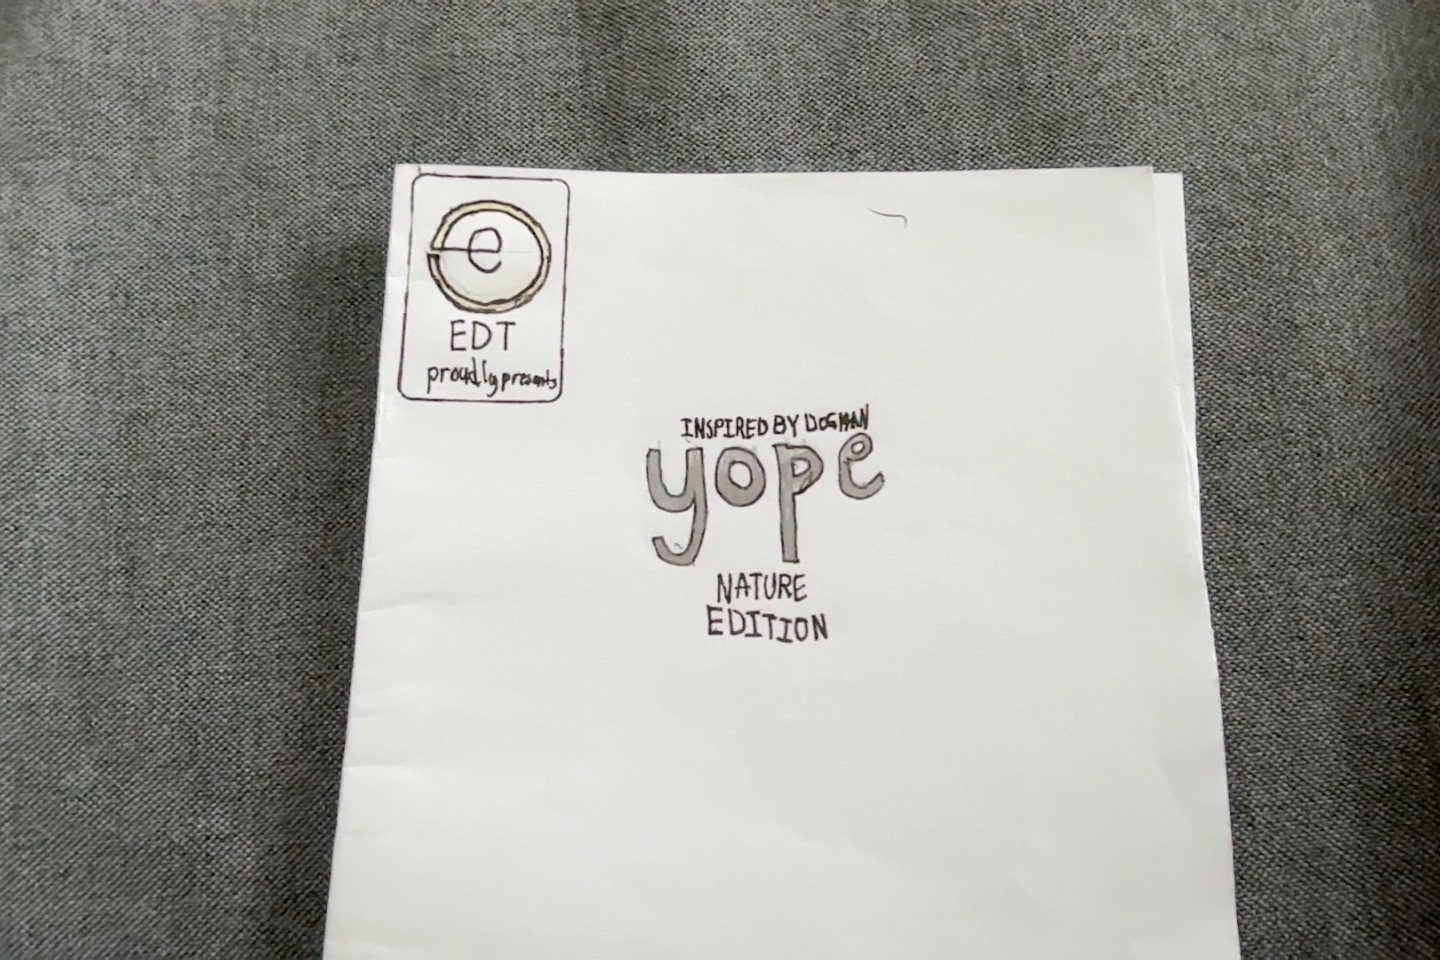 e
EDT
proudly presents
INSPIRED BY DOGMAN
yope
NATURE
EDITION